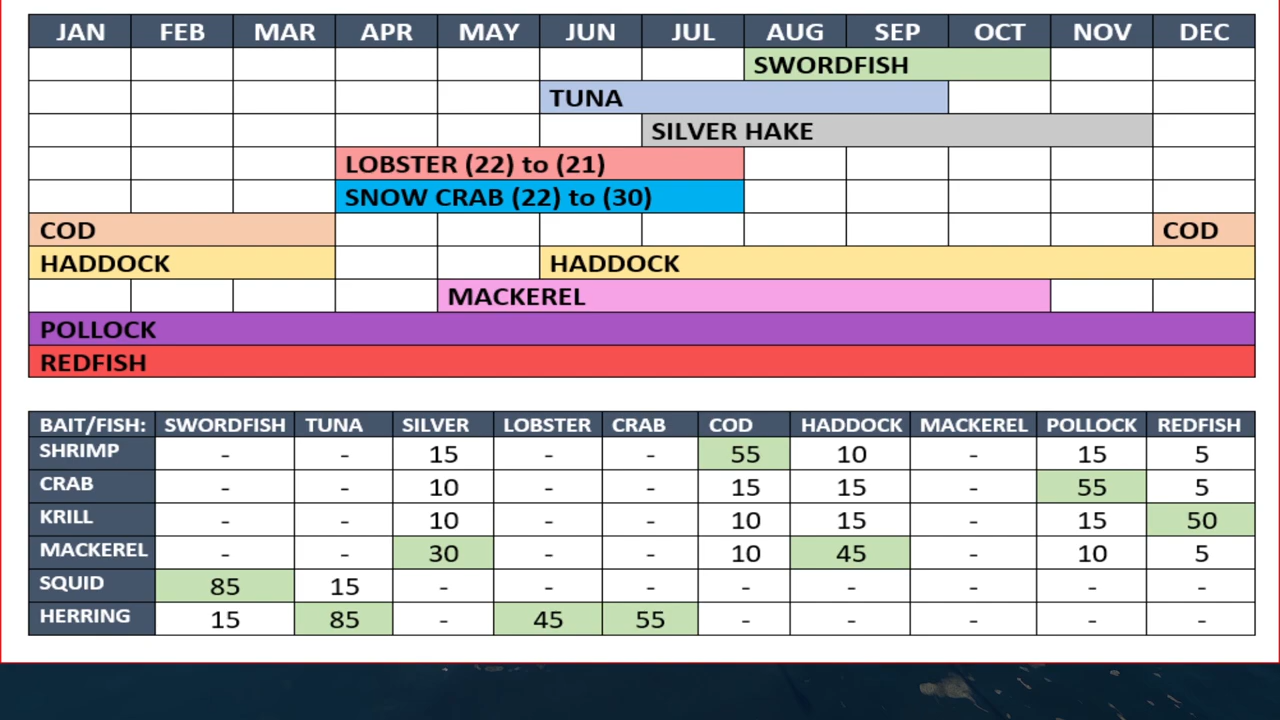 JAN FEB MAR APR MAY JUN JUL AUG SEP OCT NOV DEC
SWORDFISH
TUNA
SILVER HAKE
LOBSTER (22) to (21)
SNOW CRAB (22) to (30)
COD COD
HADDOCK HADDOCK
MACKEREL
POLLOCK
REDFISH
BAIT/FISH: SWORDFISH TUNA SILVER LOBSTER CRAB COD HADDOCK MACKEREL POLLOCK REDFISH
SHRIMP - - 15 - - 55 10 - 15 5
CRAB - - 10 - - 15 15 - 55 5
KRILL - - 10 - - 10 15 - 15 50
MACKEREL - - 30 - - 10 45 - 10 5
SQUID 85 15 - - - - - - - -
HERRING 15 85 - 45 55 - - - - -